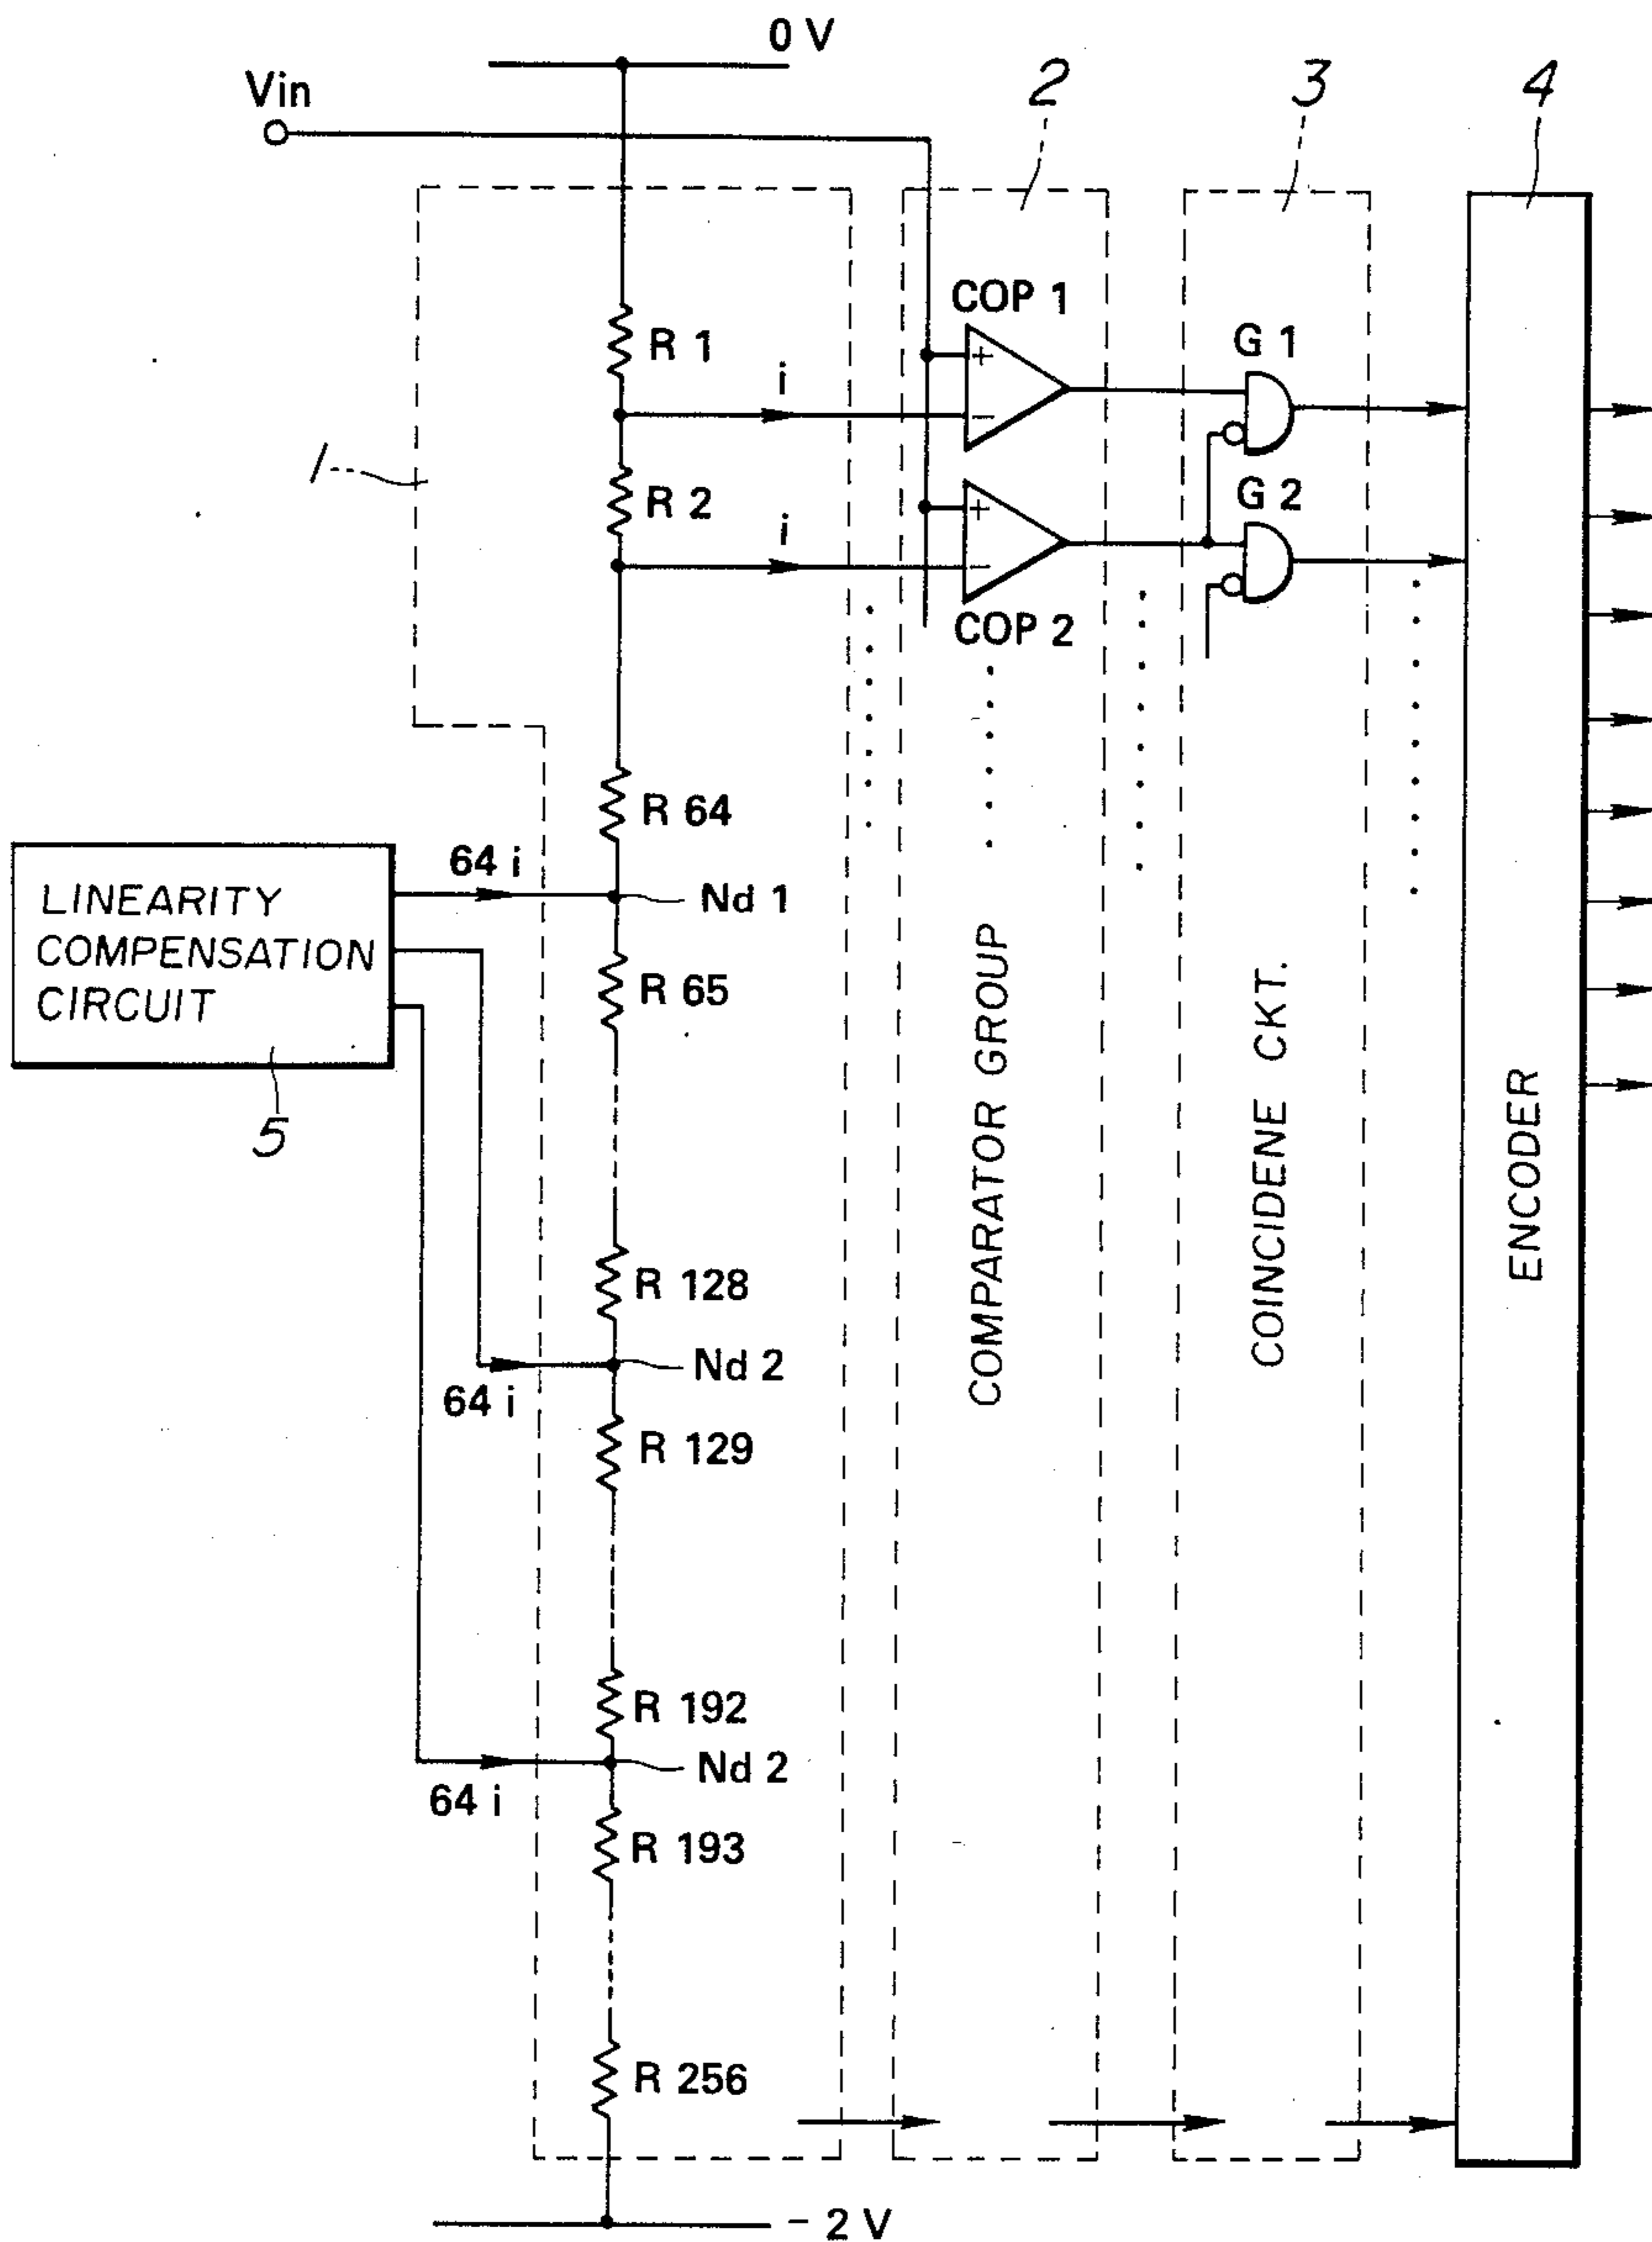 0 V
Vin
2
3
4
COP 1
G 1
R 1
i
+
−
1
R 2
G 2
i
+
−
COP 2
R 64
64 i
Nd 1
LINEARITY
COMPENSATION
CIRCUIT
R 65
5
COMPARATOR GROUP
COINCIDENE CKT.
ENCODER
R 128
Nd 2
64 i
R 129
R 192
Nd 2
64 i
R 193
R 256
− 2 V